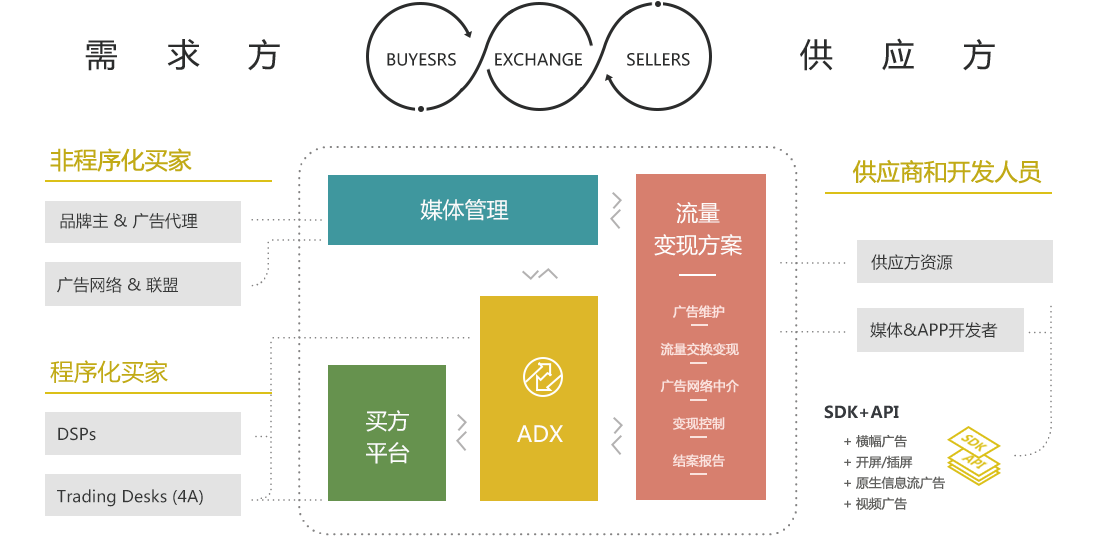 需求方
BUYESRS
EXCHANGE
SELLERS
供应方
非程序化买家
品牌主 & 广告代理
广告网络 & 联盟
程序化买家
DSPs
Trading Desks (4A)
媒体管理
买方
平台
ADX
流量
变现方案
广告维护
流量交换变现
广告网络中介
变现控制
结案报告
供应商和开发人员
供应方资源
媒体&APP开发者
SDK+API
+ 横幅广告
+ 开屏/插屏
+ 原生信息流广告
+ 视频广告
SDK
API